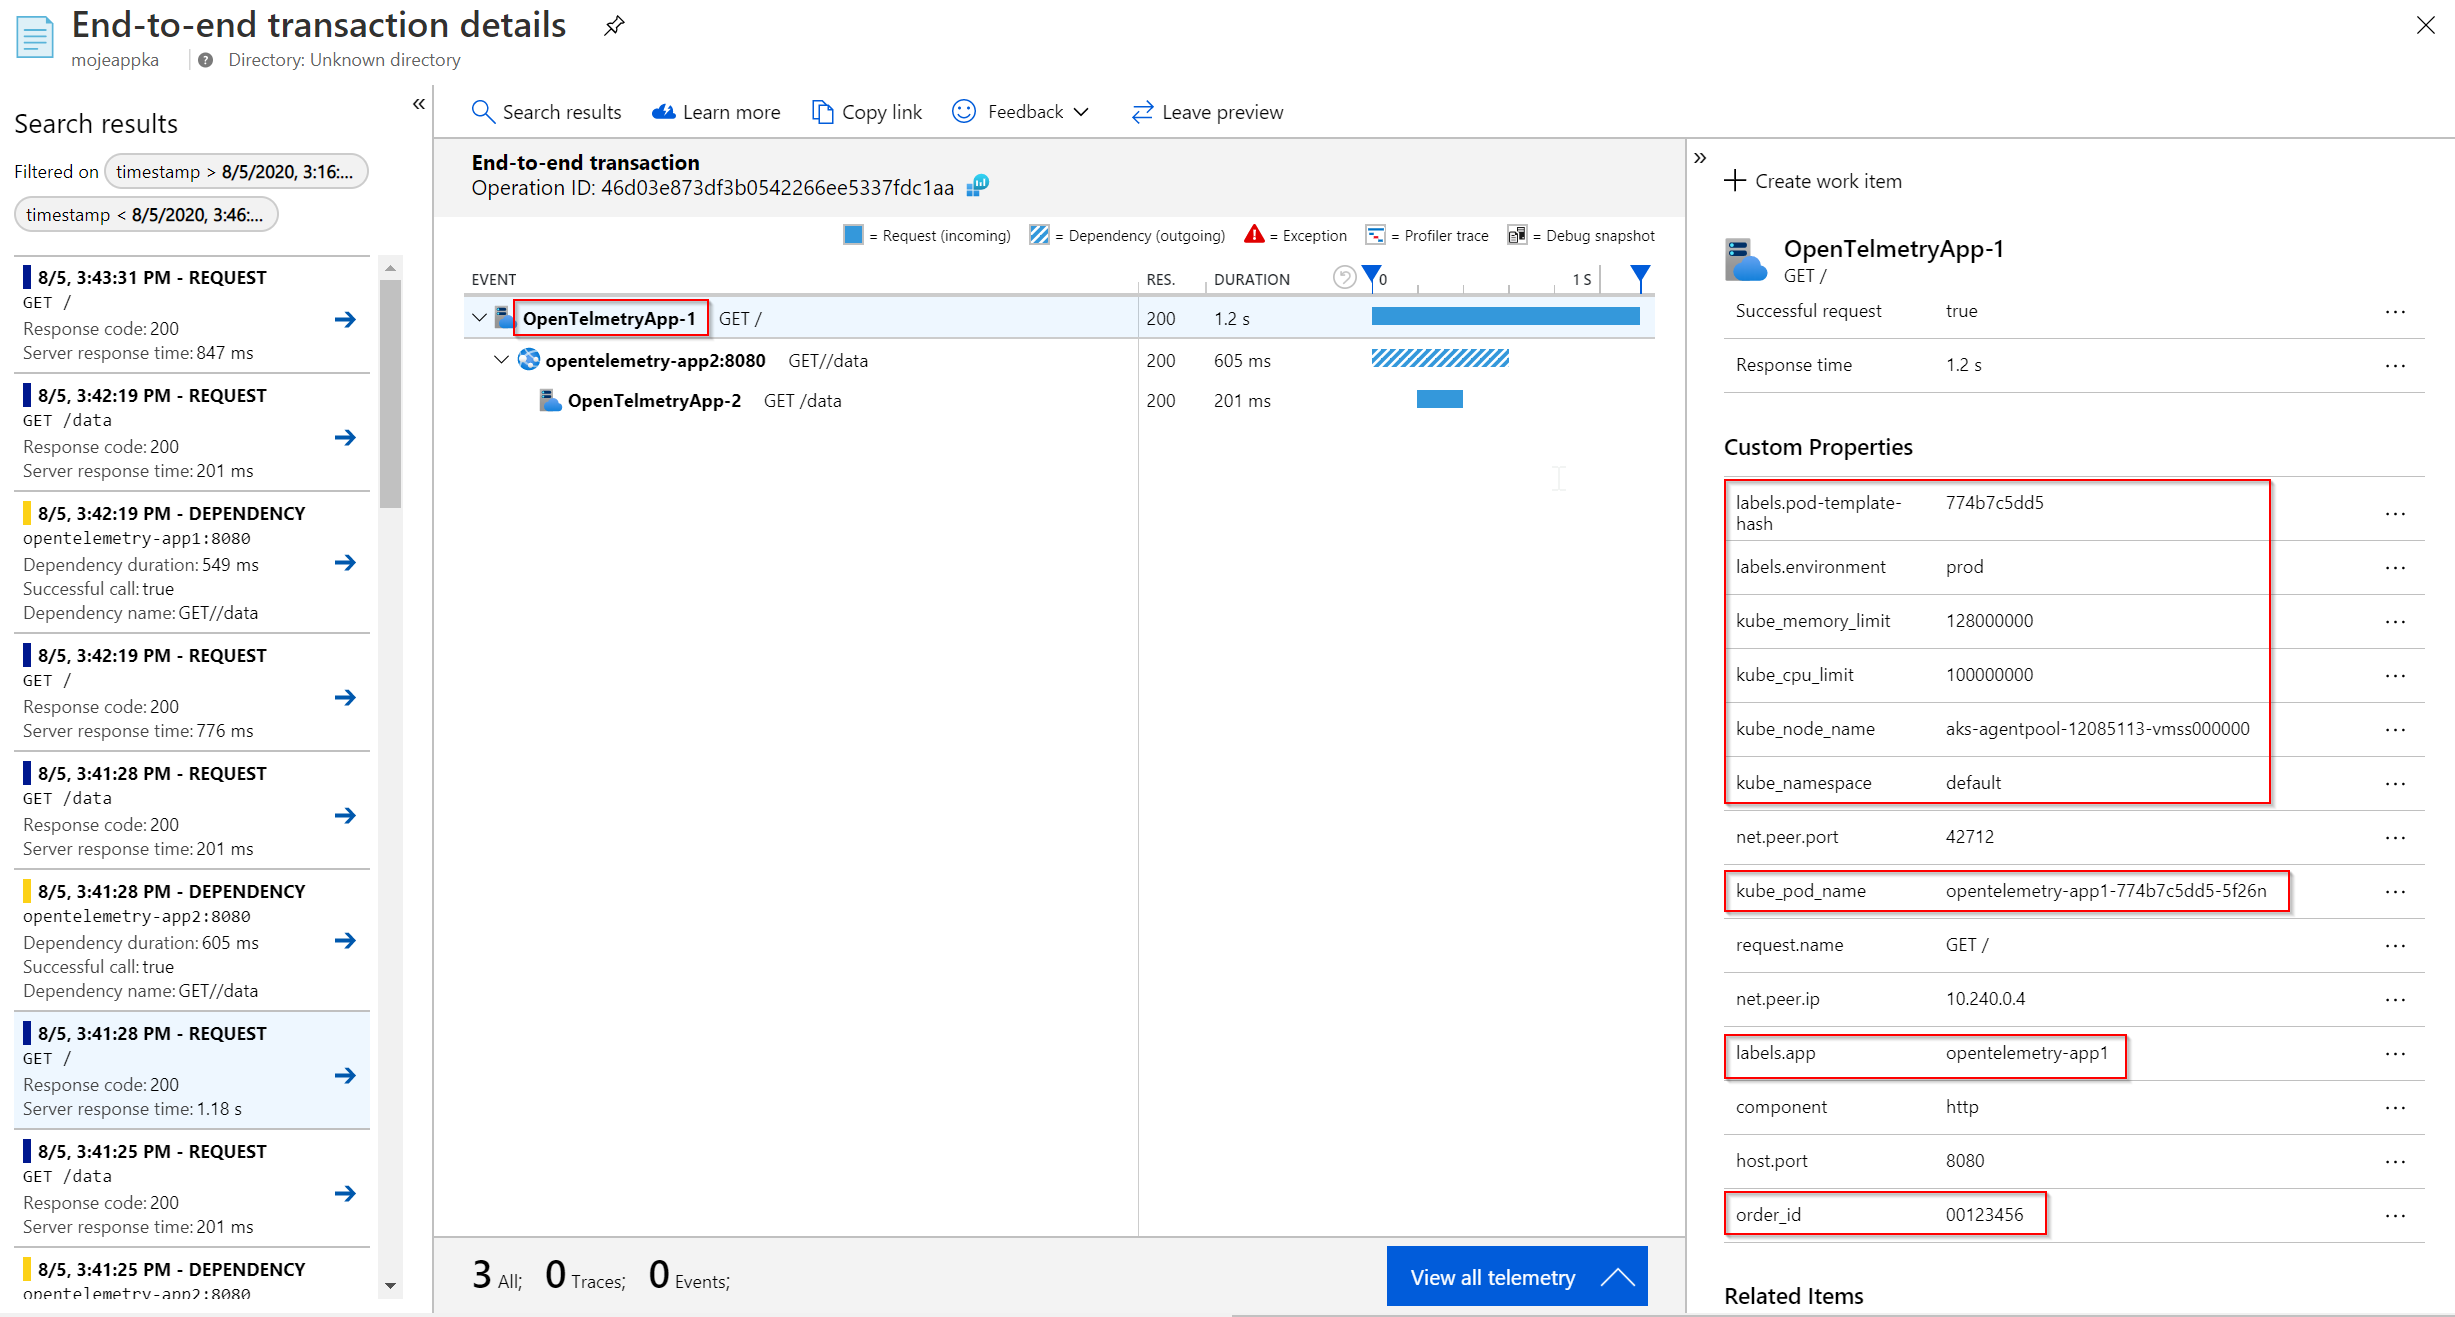 End-to-end transaction details
mojeappka
Directory: Unknown directory
Search results
Filtered on timestamp > 8/5/2020, 3:16:...
timestamp < 8/5/2020, 3:46:...
8/5, 3:43:31 PM - REQUEST
GET /
Response code: 200
Server response time: 847 ms
8/5, 3:42:19 PM - REQUEST
GET /data
Response code: 200
Server response time: 201 ms
8/5, 3:42:19 PM - DEPENDENCY
opentelemetry-app1:8080
Dependency duration: 549 ms
Successful call: true
Dependency name: GET//data
8/5, 3:42:19 PM - REQUEST
GET /
Response code: 200
Server response time: 776 ms
8/5, 3:41:28 PM - REQUEST
GET /data
Response code: 200
Server response time: 201 ms
8/5, 3:41:28 PM - DEPENDENCY
opentelemetry-app2:8080
Dependency duration: 605 ms
Successful call: true
Dependency name: GET//data
8/5, 3:41:28 PM - REQUEST
GET /
Response code: 200
Server response time: 1.18 s
8/5, 3:41:25 PM - REQUEST
GET /data
Response code: 200
Server response time: 201 ms
8/5, 3:41:25 PM - DEPENDENCY
opentelemetry-app2:8080
Search results Learn more Copy link Feedback Leave preview
End-to-end transaction
Operation ID: 46d03e873df3b0542266ee5337fdc1aa
= Request (incoming) = Dependency (outgoing) = Exception = Profiler trace = Debug snapshot
EVENT RES. DURATION 0 1 S
OpenTelmetryApp-1 GET / 200 1.2 s
opentelemetry-app2:8080 GET//data 200 605 ms
OpenTelmetryApp-2 GET /data 200 201 ms
3 All; 0 Traces; 0 Events;
View all telemetry
Create work item
OpenTelmetryApp-1
GET /
Successful request true ...
Response time 1.2 s ...
Custom Properties
labels.pod-template- 774b7c5dd5
hash ...
labels.environment prod ...
kube_memory_limit 128000000 ...
kube_cpu_limit 100000000 ...
kube_node_name aks-agentpool-12085113-vmss000000 ...
kube_namespace default ...
net.peer.port 42712 ...
kube_pod_name opentelemetry-app1-774b7c5dd5-5f26n ...
request.name GET / ...
net.peer.ip 10.240.0.4 ...
labels.app opentelemetry-app1 ...
component http ...
host.port 8080 ...
order_id 00123456 ...
Related Items